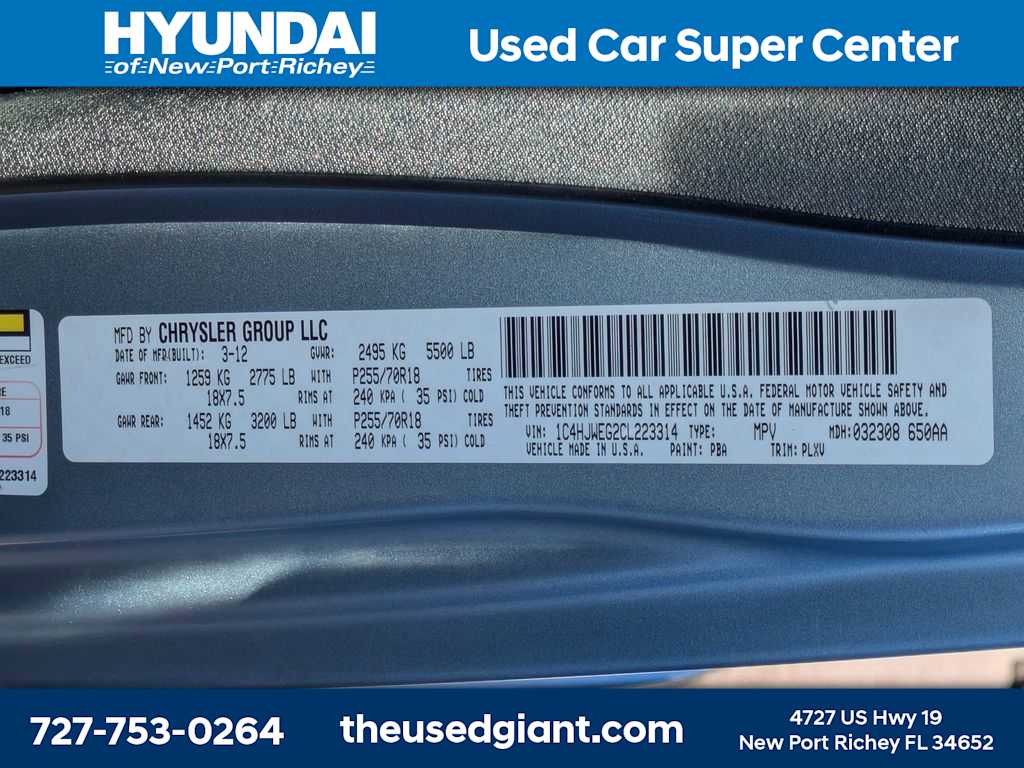 HYUNDAI
of New Port Richey
Used Car Super Center
EXCEED
18
35 PSI
223314
MFD BY CHRYSLER GROUP LLC
DATE OF MFR(BUILT): 3-12 GVWR: 2495 KG 5500 LB
GAWR FRONT: 1259 KG 2775 LB WITH P255/70R18 TIRES
18X7.5 RIMS AT 240 KPA ( 35 PSI) COLD
GAWR REAR: 1452 KG 3200 LB WITH P255/70R18 TIRES
18X7.5 RIMS AT 240 KPA ( 35 PSI) COLD
THIS VEHICLE CONFORMS TO ALL APPLICABLE U.S.A. FEDERAL MOTOR VEHICLE SAFETY AND
THEFT PREVENTION STANDARDS IN EFFECT ON THE DATE OF MANUFACTURE SHOWN ABOVE.
VIN: 1C4HJWEG2CL223314 TYPE: MPV MDH: 032308 650AA
VEHICLE MADE IN U.S.A. PAINT: PBA TRIM: PLXV
727-753-0264
theusedgiant.com
4727 US Hwy 19
New Port Richey FL 34652